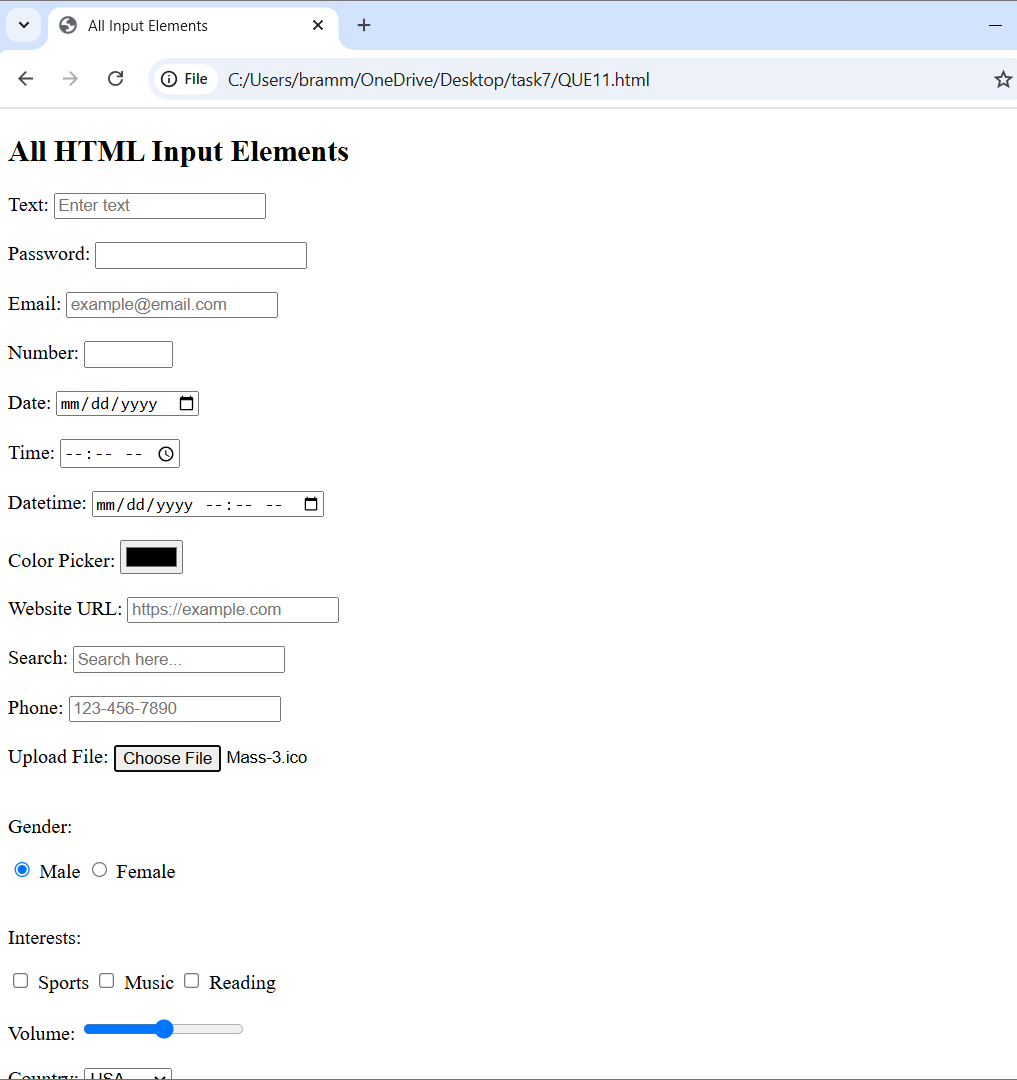 All Input Elements
File C:/Users/bramm/OneDrive/Desktop/task7/QUE11.html
All HTML Input Elements
Text: Enter text
Password:
Email: example@email.com
Number:
Date: mm/dd/yyyy
Time: --:-- --
Datetime: mm/dd/yyyy --:-- --
Color Picker:
Website URL: https://example.com
Search: Search here...
Phone: 123-456-7890
Upload File: Choose File Mass-3.ico
Gender:
Male Female
Interests:
Sports Music Reading
Volume:
Country: USA